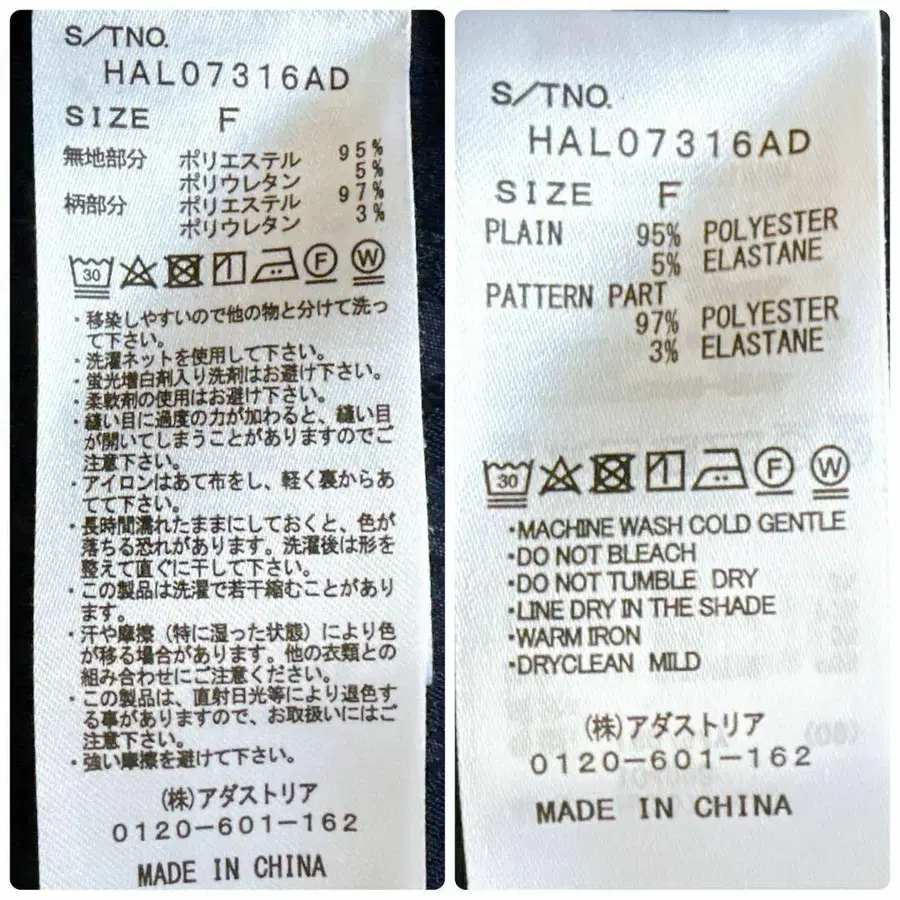 S/TNO.
HAL07316AD
SIZE F
無地部分 ポリエステル 95%
ポリウレタン 5%
柄部分 ポリエステル 97%
ポリウレタン 3%
30 F W
・移染しやすいので他の物と分けて洗っ
て下さい。
・洗濯ネットを使用して下さい。
・蛍光増白剤入り洗剤はお避け下さい。
・柔軟剤の使用はお避け下さい。
・縫い目に過度の力が加わると、縫い目
が開いてしまうことがありますのでご
注意下さい。
・アイロンはあて布をし、軽く裏からあ
てて下さい。
・長時間濡れたままにしておくと、色が
落ちる恐れがあります。洗濯後は形を
整えて直ぐに干して下さい。
・この製品は洗濯で若干縮むことがあり
ます。
・汗や摩擦（特に湿った状態）により色
が移る場合があります。他の衣類との
組み合わせにご注意ください。
・この製品は、直射日光等により退色す
る事がありますので、お取扱いにはご
注意下さい。
・強い摩擦を避けて下さい。
(株)アダストリア
0120-601-162
MADE IN CHINA
S/TNO.
HAL07316AD
SIZE F
PLAIN 95% POLYESTER
5% ELASTANE
PATTERN PART
97% POLYESTER
3% ELASTANE
30 F W
・MACHINE WASH COLD GENTLE
・DO NOT BLEACH
・DO NOT TUMBLE DRY
・LINE DRY IN THE SHADE
・WARM IRON
・DRYCLEAN MILD
(株)アダストリア
0120-601-162
MADE IN CHINA